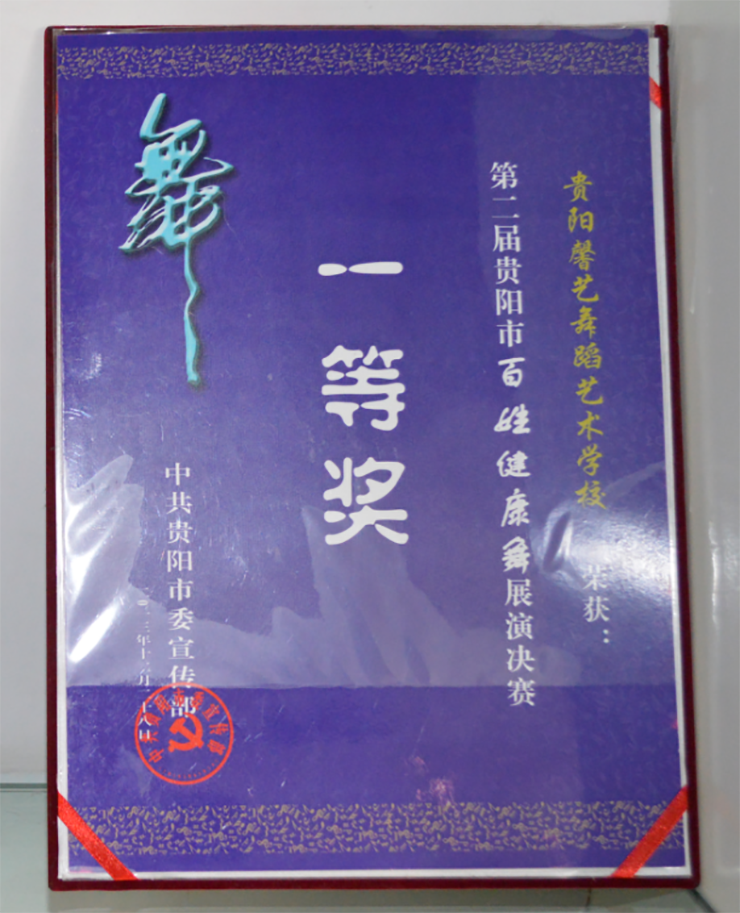 贵阳馨艺舞蹈艺术学校 荣获：
第二届贵阳市百姓健康舞展演决赛
一等奖
舞
中共贵阳市委宣传部